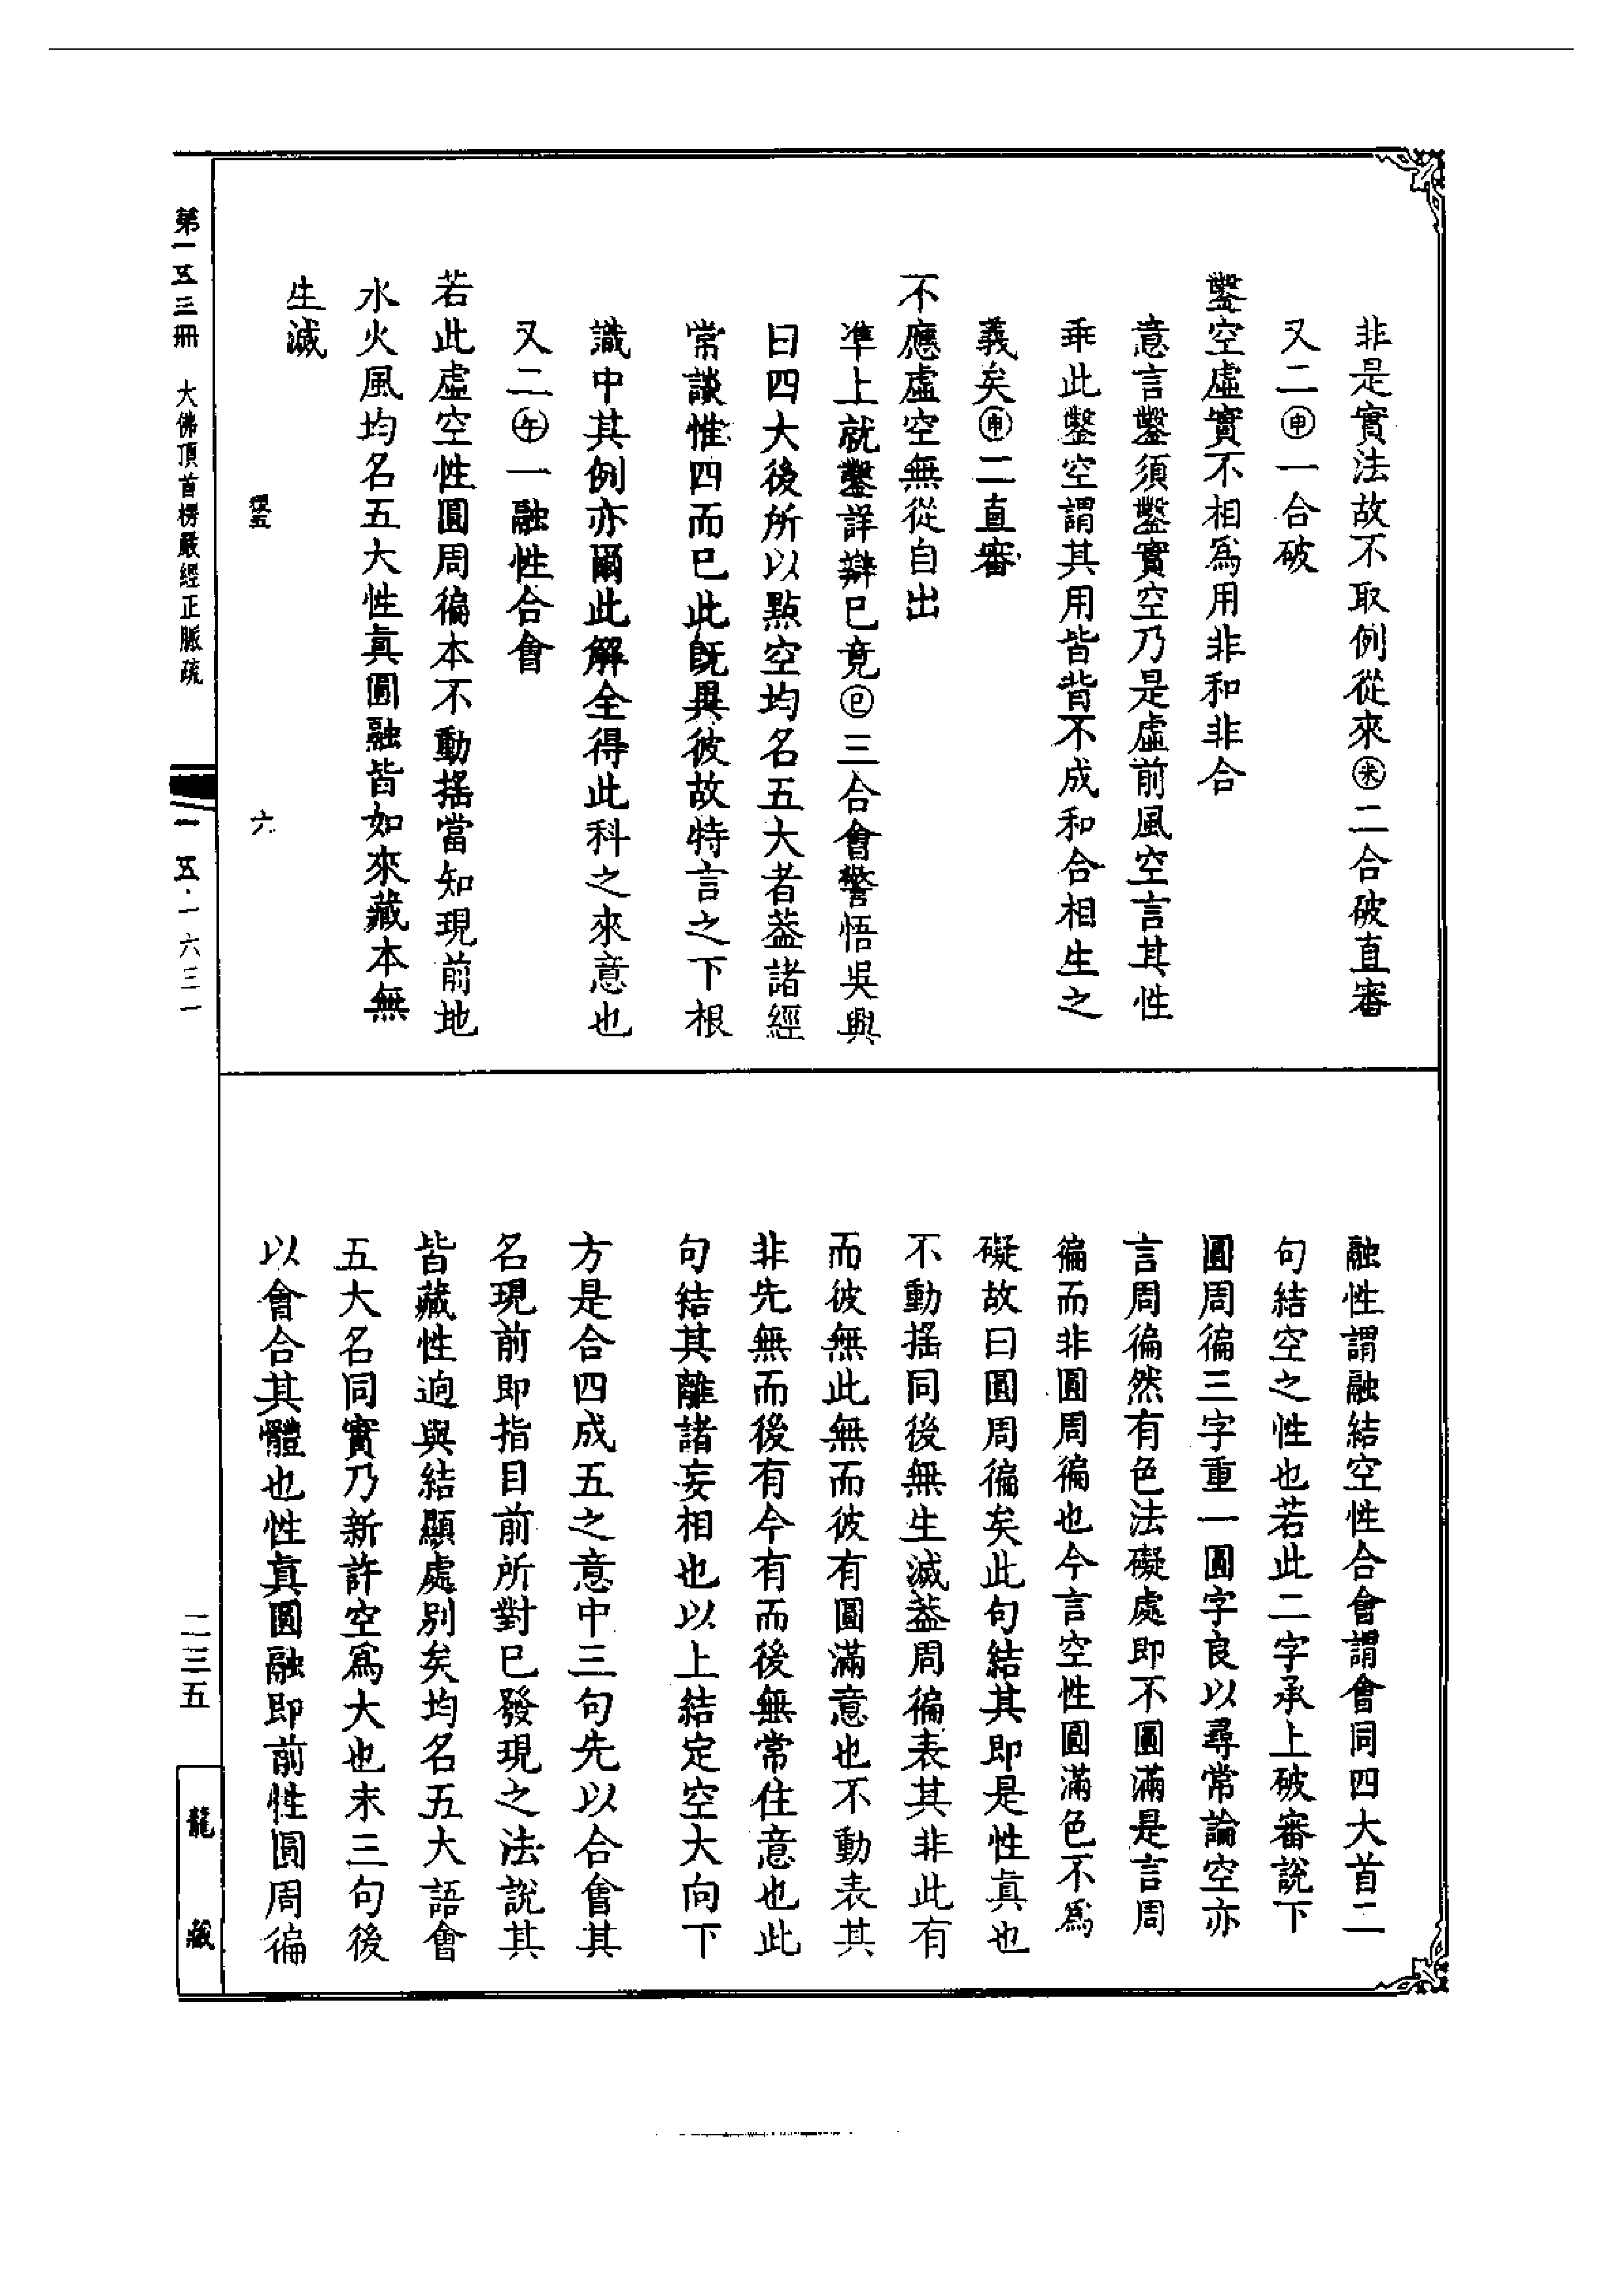 非是實法故不取例從來㊍二合破直審
又二㊥一合破
鑿空虛實不相爲用非和非合
意言鑿須鑿實空乃是虛前風空言其性
乖此鑿空謂其用皆背不成和合相生之
義矣㊥二直審
不應虛空無從自出
準上就鑿詳辯已竟㊁三合會警悟吳興
曰四大後所以點空均名五大者葢諸經
常談惟四而已此旣異彼故特言之下根
識中其例亦爾此解全得此科之來意也
又二㊤一融性合會
若此虛空性圓周徧本不動搖當知現前地
水火風均名五大性真圓融皆如來藏本無
生滅
六
融性謂融結空性合會謂會同四大首二
句結空之性也若此二字承上破審說下
圓周徧三字重一圓字良以尋常論空亦
言周徧然有色法礙處即不圓滿是言周
徧而非圓周徧也今言空性圓滿色不爲
礙故曰圓周徧矣此句結其即是性真也
不動搖同後無生滅葢周徧表其非此有
而彼無此無而彼有圓滿意也不動表其
非先無而後有今有而後無常住意也此
句結其離諸妄相也以上結定空大向下
方是合四成五之意中三句先以合會其
名現前即指目前所對已發現之法說其
皆藏性逈與結顯處別矣均名五大語會
五大名同實乃新許空爲大也末三句後
以會合其體也性真圓融即前性圓周徧
第一五三冊 大佛頂首楞嚴經正脈疏
一五·一六三一
二三五
龍藏